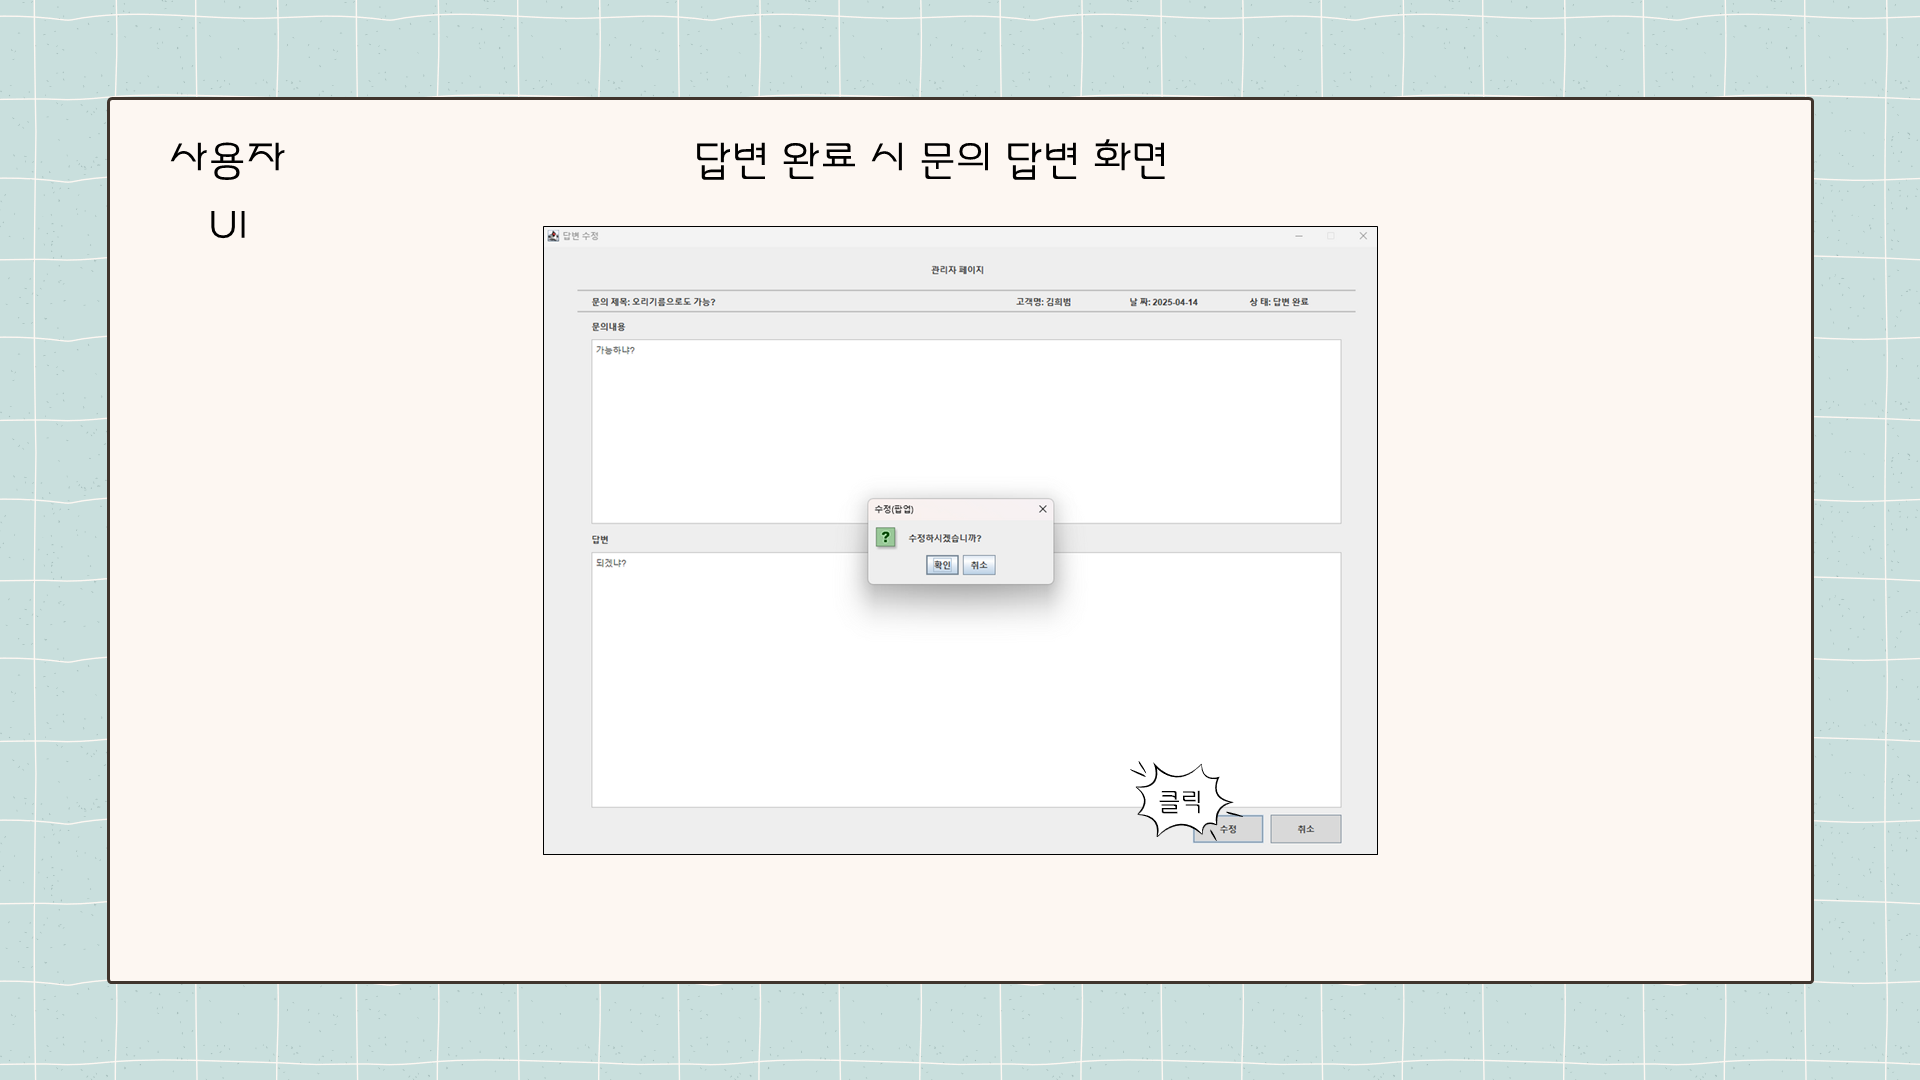 사용자
UI
답변 완료 시 문의 답변 화면
답변 수정
관리자 페이지
문의 제목: 오리기름으로도 가능? 고객명: 김희범 날 짜: 2025-04-14 상 태: 답변 완료
문의내용
가능하냐?
수정(팝업)
? 수정하시겠습니까?
확인 취소
답변
되겠냐?
클릭
수정 취소